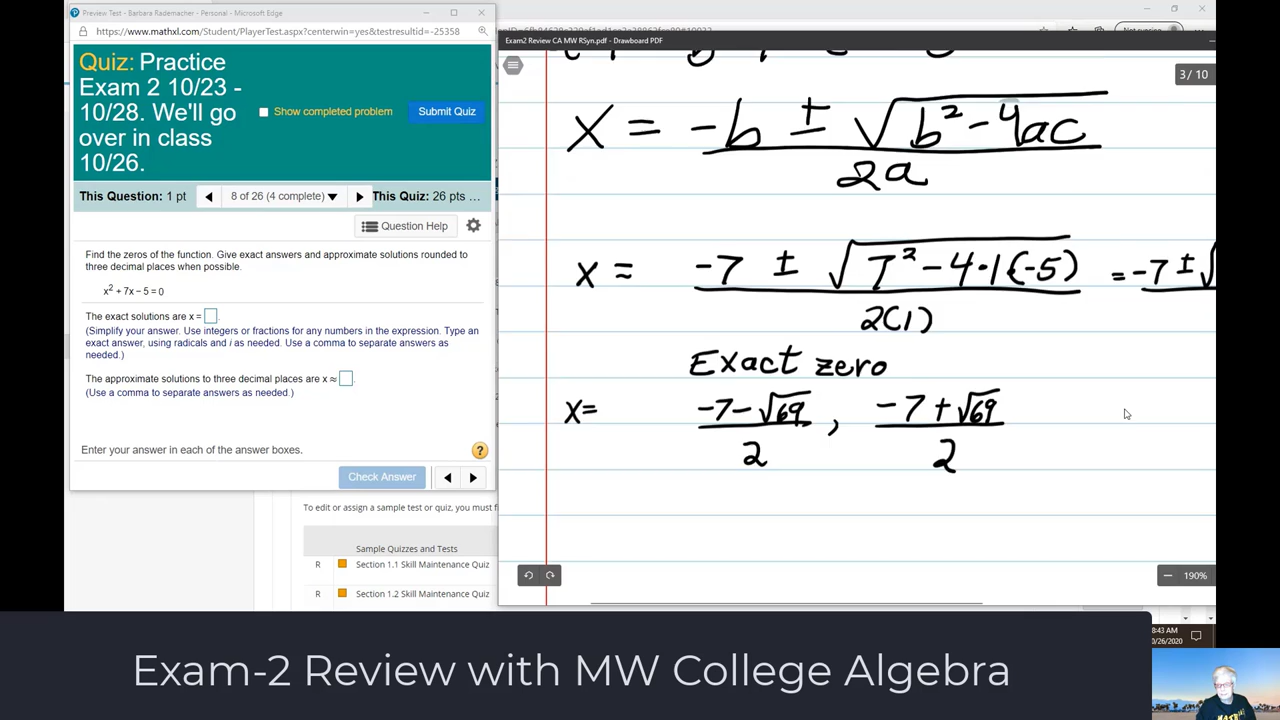 Preview Test - Barbara Rademacher - Personal - Microsoft Edge
https://www.mathxl.com/Student/PlayerTest.aspx?centerwin=yes&testresultid=-25358
Quiz: Practice
Exam 2 10/23 -
10/28. We'll go
over in class
10/26.
Show completed problem
Submit Quiz
This Question: 1 pt
8 of 26 (4 complete)
This Quiz: 26 pts ...
Question Help
Find the zeros of the function. Give exact answers and approximate solutions rounded to
three decimal places when possible.
x² + 7x − 5 = 0
The exact solutions are x =
(Simplify your answer. Use integers or fractions for any numbers in the expression. Type an
exact answer, using radicals and i as needed. Use a comma to separate answers as
needed.)
The approximate solutions to three decimal places are x ≈
(Use a comma to separate answers as needed.)
Enter your answer in each of the answer boxes.
?
Check Answer
To edit or assign a sample test or quiz, you must f
Sample Quizzes and Tests
R Section 1.1 Skill Maintenance Quiz
R Section 1.2 Skill Maintenance Quiz
Exam2 Review CA MW RSyn.pdf - Drawboard PDF
3 / 10
x = -b ± √b² - 4ac
2a
x = -7 ± √7² - 4·1(-5) = -7 ± √
2(1)
Exact zero
x= -7-√69 , -7+√69
2 2
190%
8:43 AM
0/26/2020
Exam-2 Review with MW College Algebra